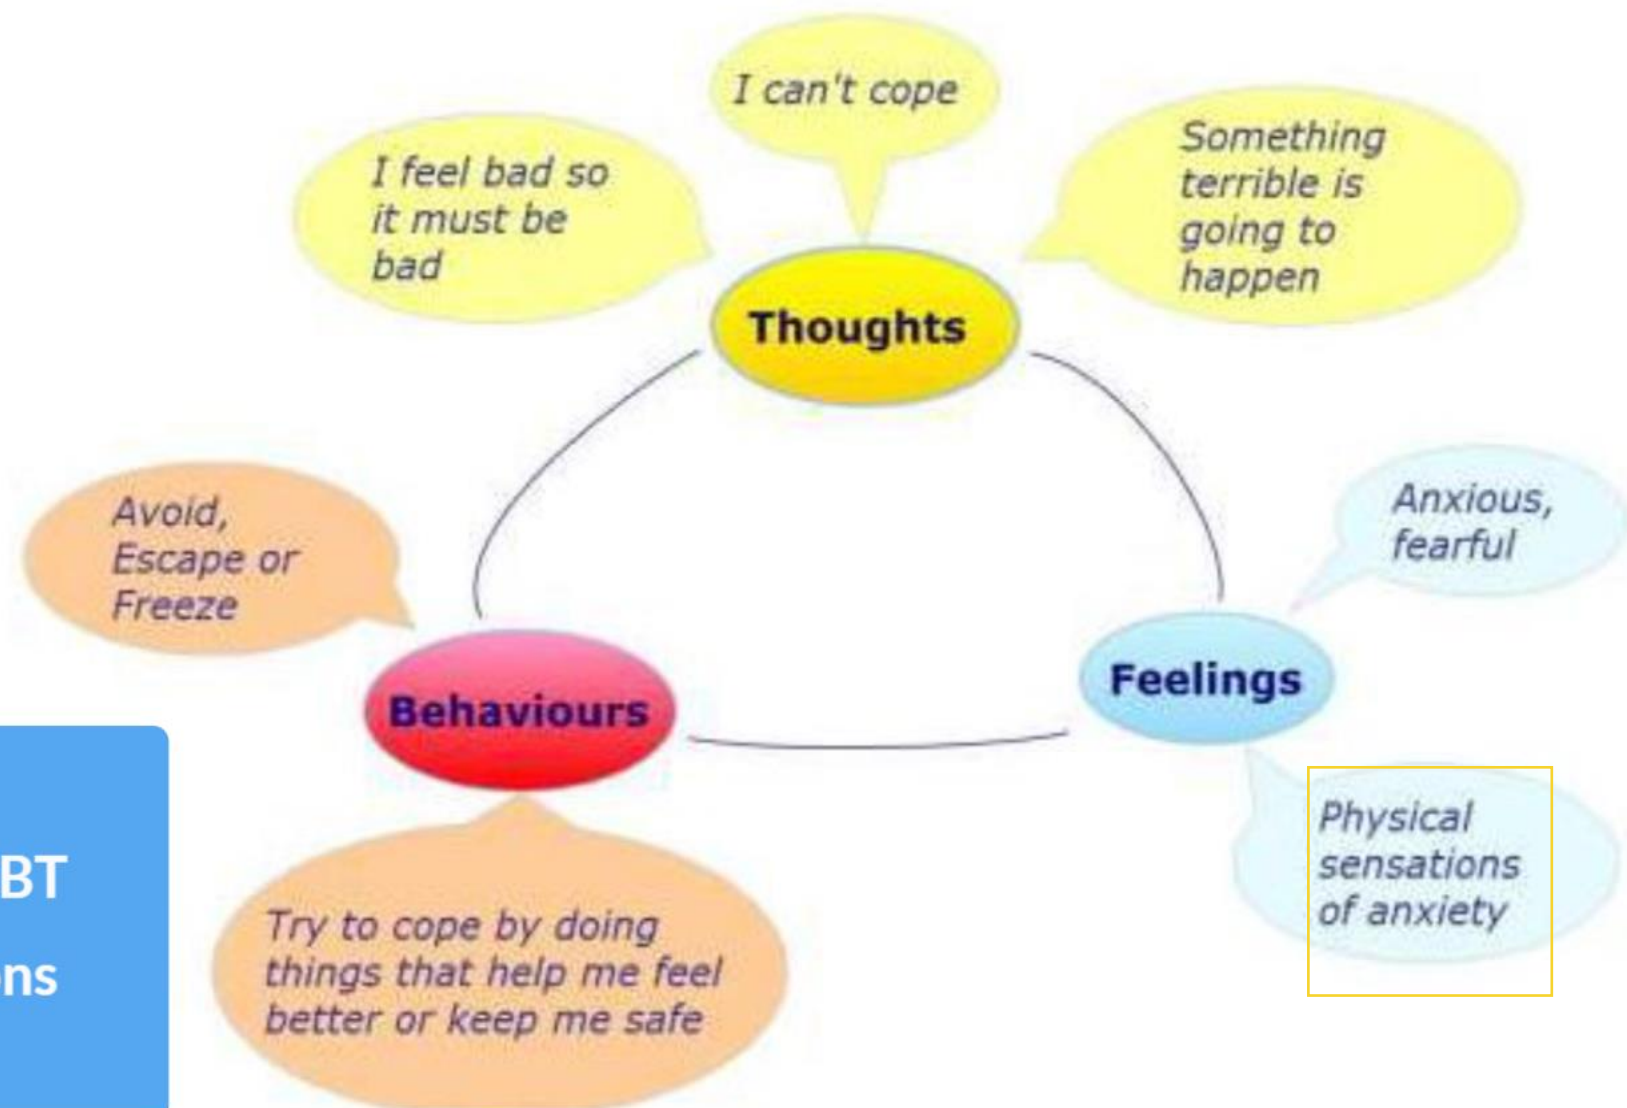 I can't cope
I feel bad so
it must be
bad
Something
terrible is
going to
happen
Thoughts
Avoid,
Escape or
Freeze
Anxious,
fearful
Behaviours
Feelings
Physical
sensations
of anxiety
Try to cope by doing
things that help me feel
better or keep me safe
BT
ns